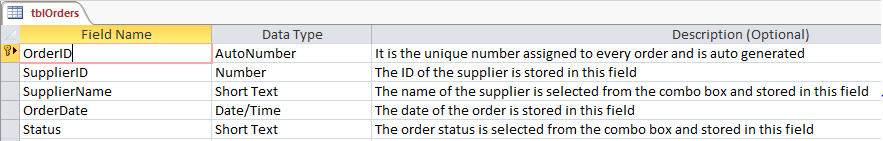 tblOrders
Field Name Data Type Description (Optional)
OrderID AutoNumber It is the unique number assigned to every order and is auto generated
SupplierID Number The ID of the supplier is stored in this field
SupplierName Short Text The name of the supplier is selected from the combo box and stored in this field
OrderDate Date/Time The date of the order is stored in this field
Status Short Text The order status is selected from the combo box and stored in this field